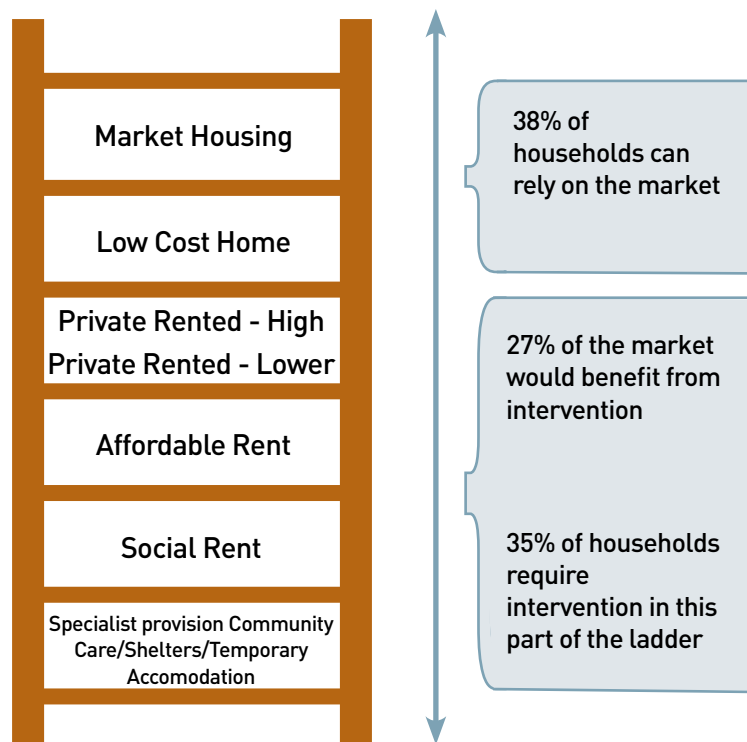 Market Housing
Low Cost Home
Private Rented - High
Private Rented - Lower
Affordable Rent
Social Rent
Specialist provision Community
Care/Shelters/Temporary
Accomodation
38% of
households can
rely on the market
27% of the market
would benefit from
intervention
35% of households
require
intervention in this
part of the ladder